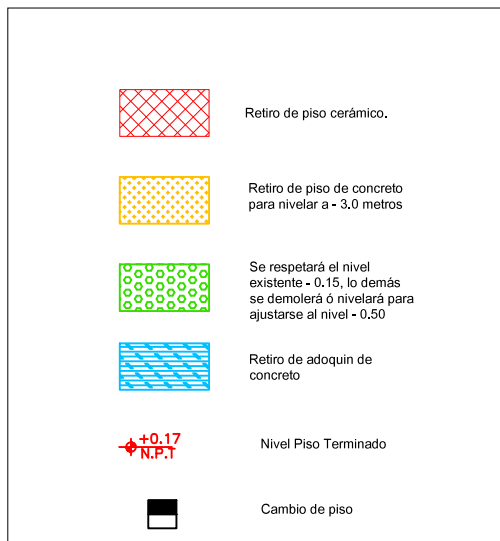 Retiro de piso cerámico.
Retiro de piso de concreto
para nivelar a - 3.0 metros
Se respetará el nivel
existente - 0.15, lo demás
se demolerá ó nivelará para
ajustarse al nivel - 0.50
Retiro de adoquin de
concreto
+0.17
N.P.T
Nivel Piso Terminado
Cambio de piso